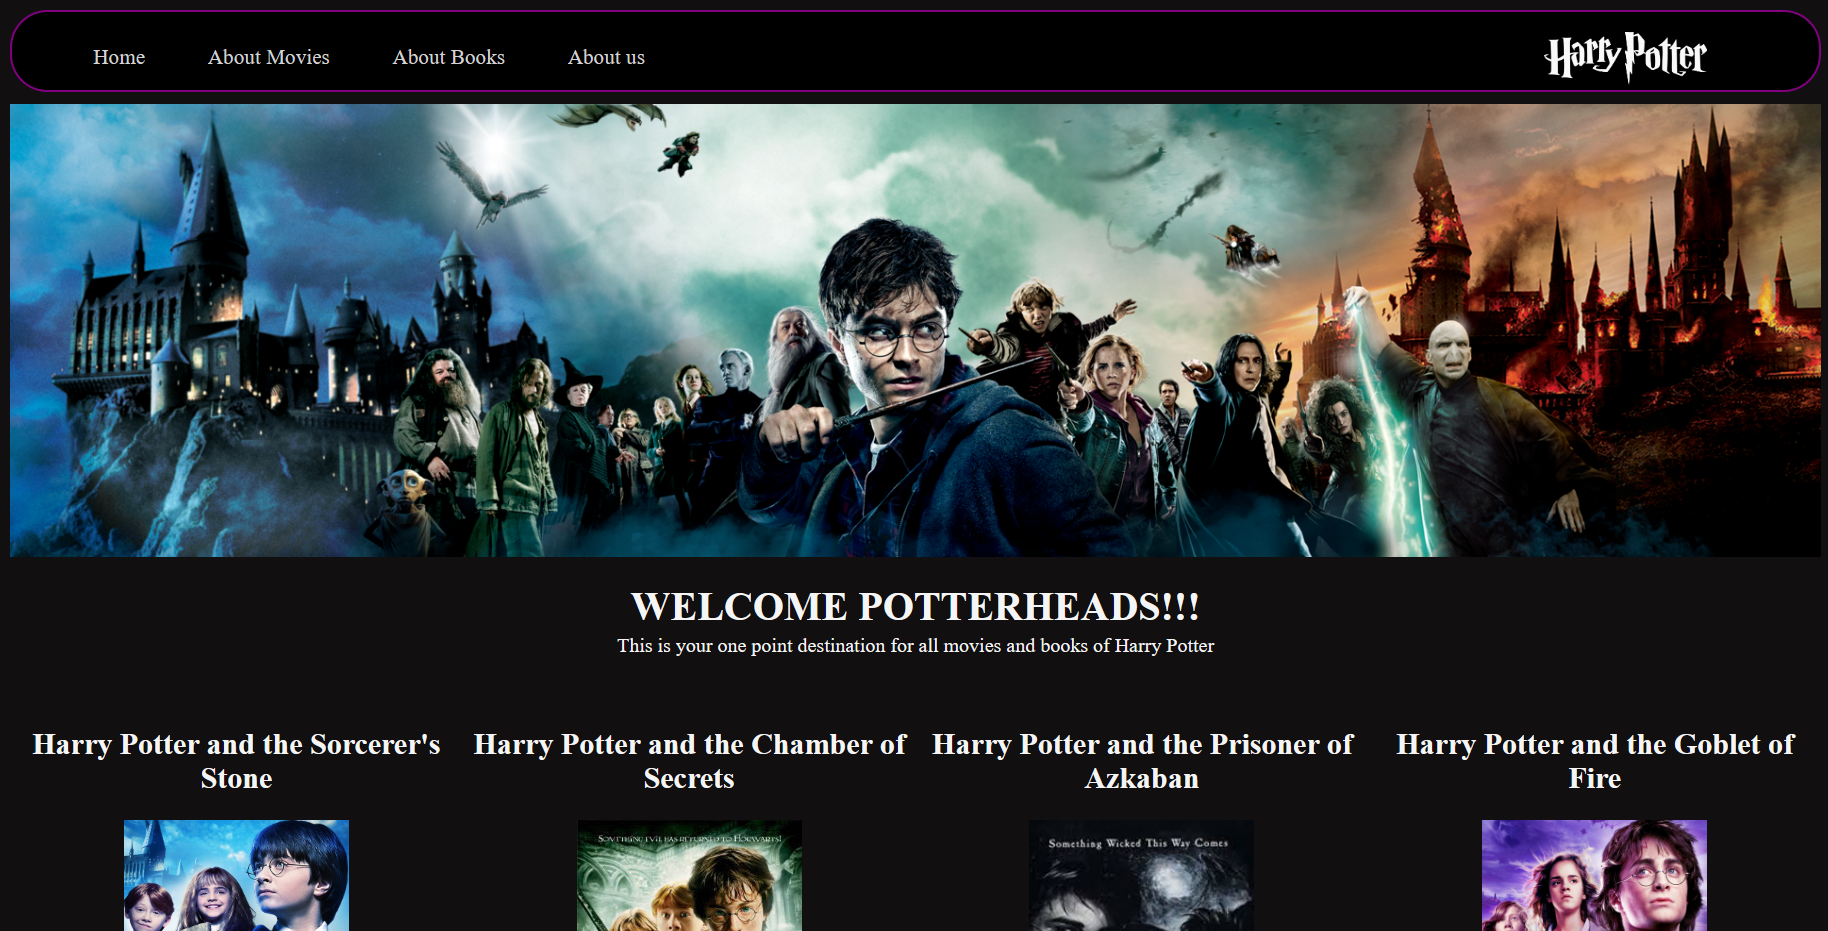 Home About Movies About Books About us Harry Potter
WELCOME POTTERHEADS!!!
This is your one point destination for all movies and books of Harry Potter
Harry Potter and the Sorcerer's
Stone
Harry Potter and the Chamber of
Secrets
Harry Potter and the Prisoner of
Azkaban
Harry Potter and the Goblet of
Fire
SOMETHING EVIL HAS RETURNED TO HOGWARTS!
Something Wicked This Way Comes